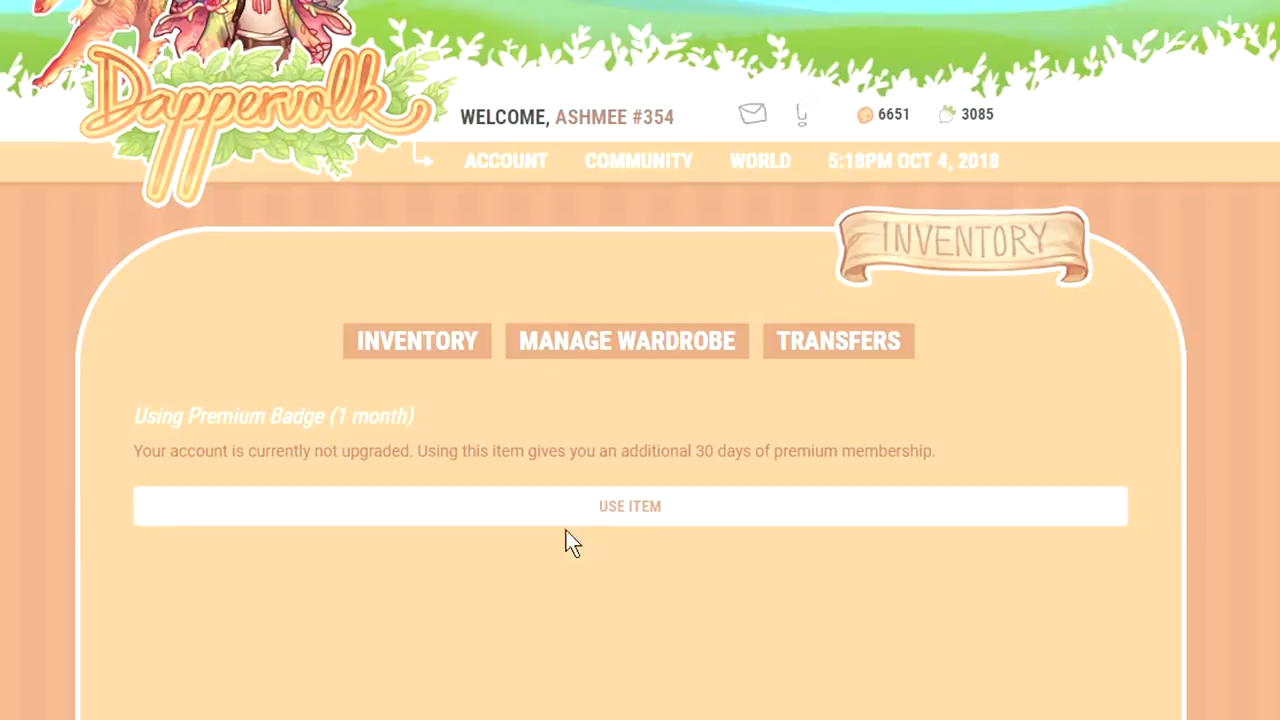 Dappervolk
WELCOME, ASHMEE #354
6651
3085
ACCOUNT
COMMUNITY
WORLD
5:18PM OCT 4, 2018
INVENTORY
INVENTORY
MANAGE WARDROBE
TRANSFERS
Using Premium Badge (1 month)
Your account is currently not upgraded. Using this item gives you an additional 30 days of premium membership.
USE ITEM